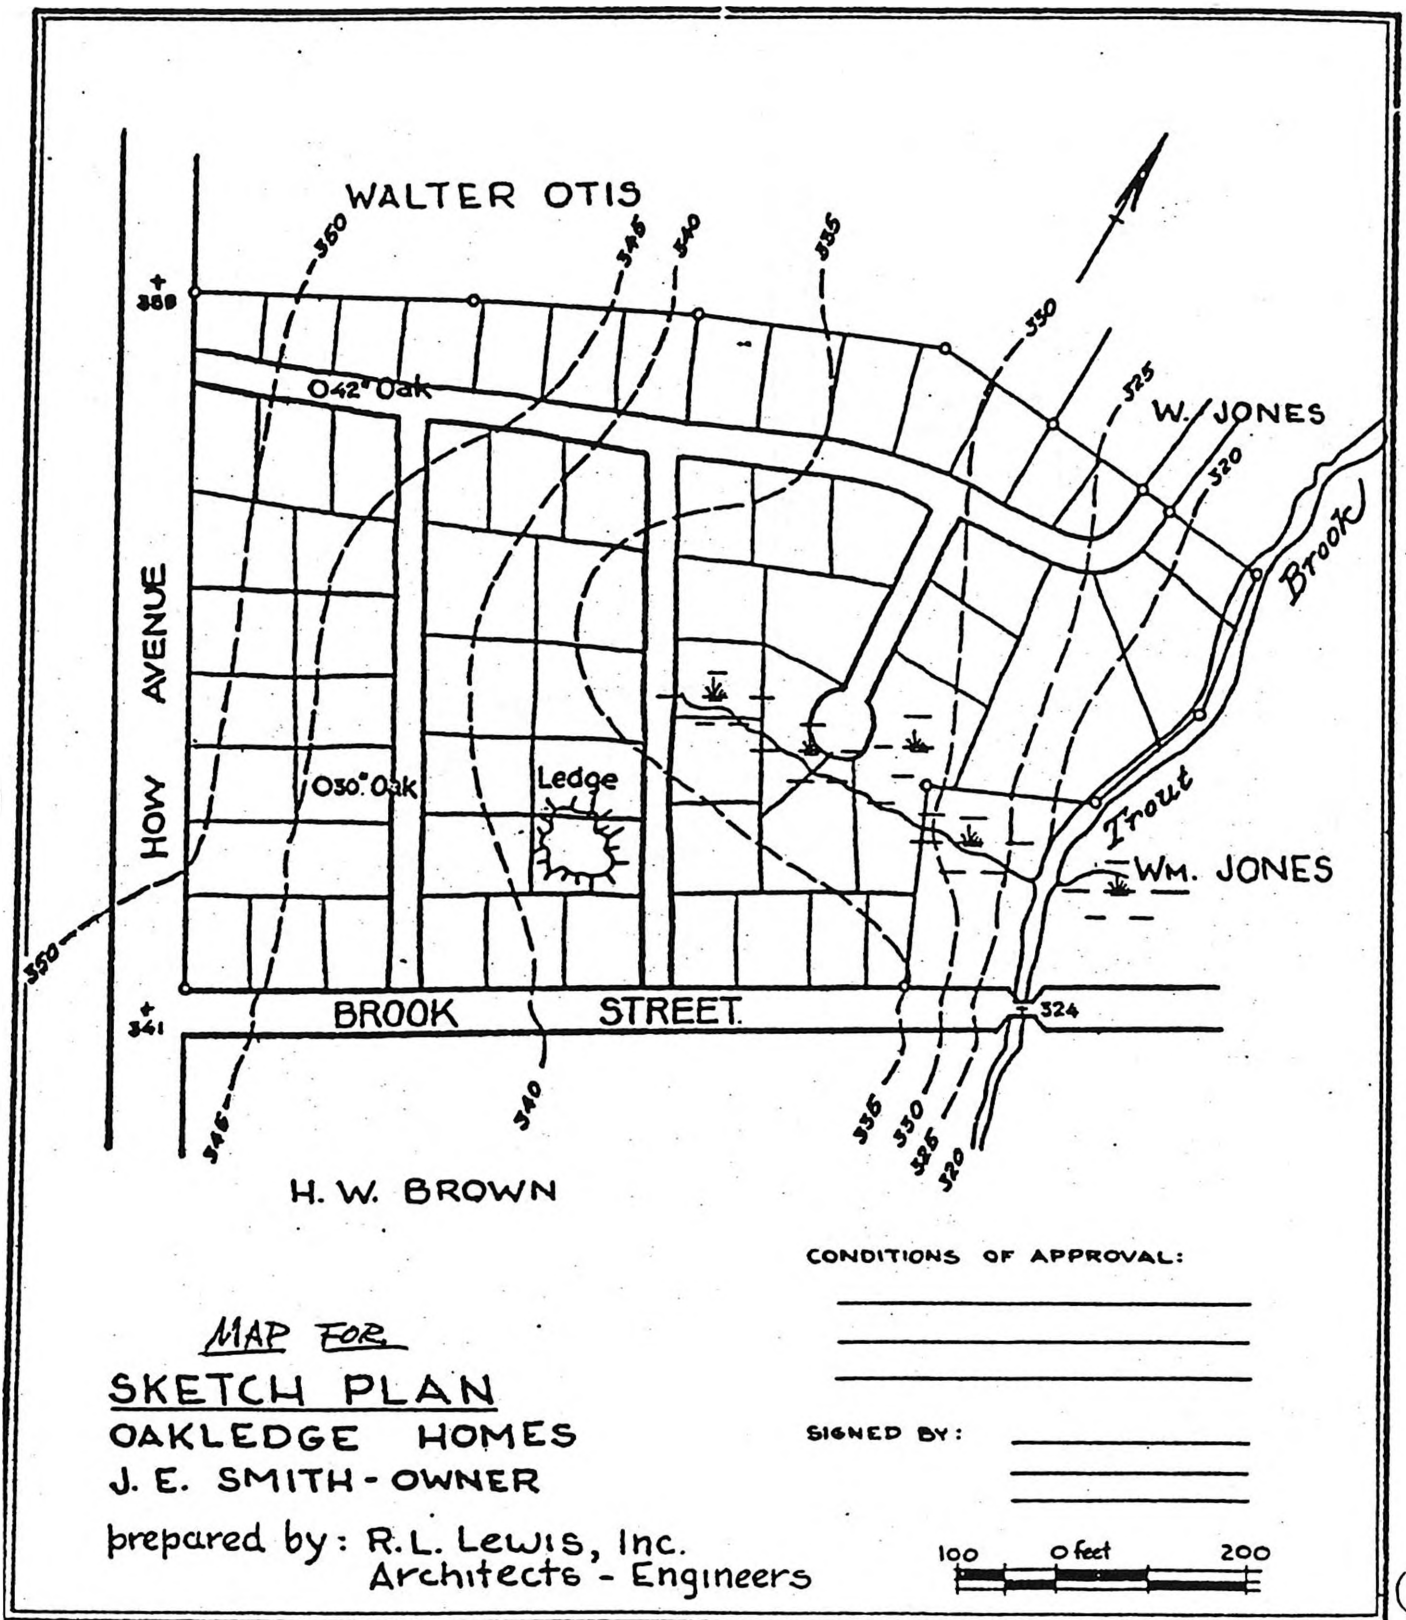 WALTER OTIS
350
345
340
335
330
325
W. JONES
320
Brook
359
O42" Oak
HOW AVENUE
O30" Oak
Ledge
Trout
WM. JONES
350
341
BROOK STREET.
324
345
340
335
330
325
320
H. W. BROWN
CONDITIONS OF APPROVAL:
MAP FOR
SKETCH PLAN
OAKLEDGE HOMES
J. E. SMITH - OWNER
SIGNED BY:
prepared by: R.L. Lewis, Inc.
Architects - Engineers
100 0 feet 200